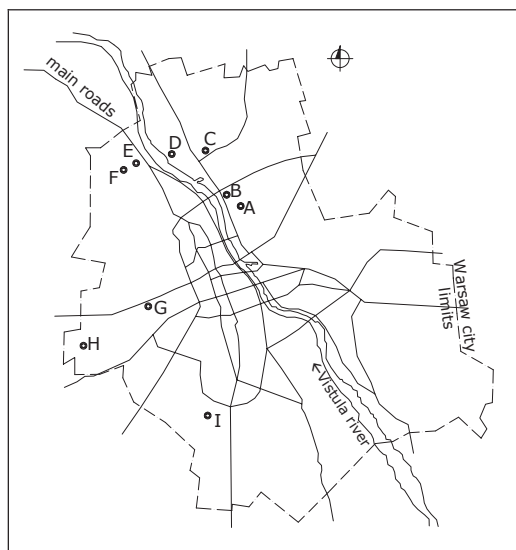 main roads
C
D
E
F
B
A
Warsaw city
limits
G
H
←Vistula river
I